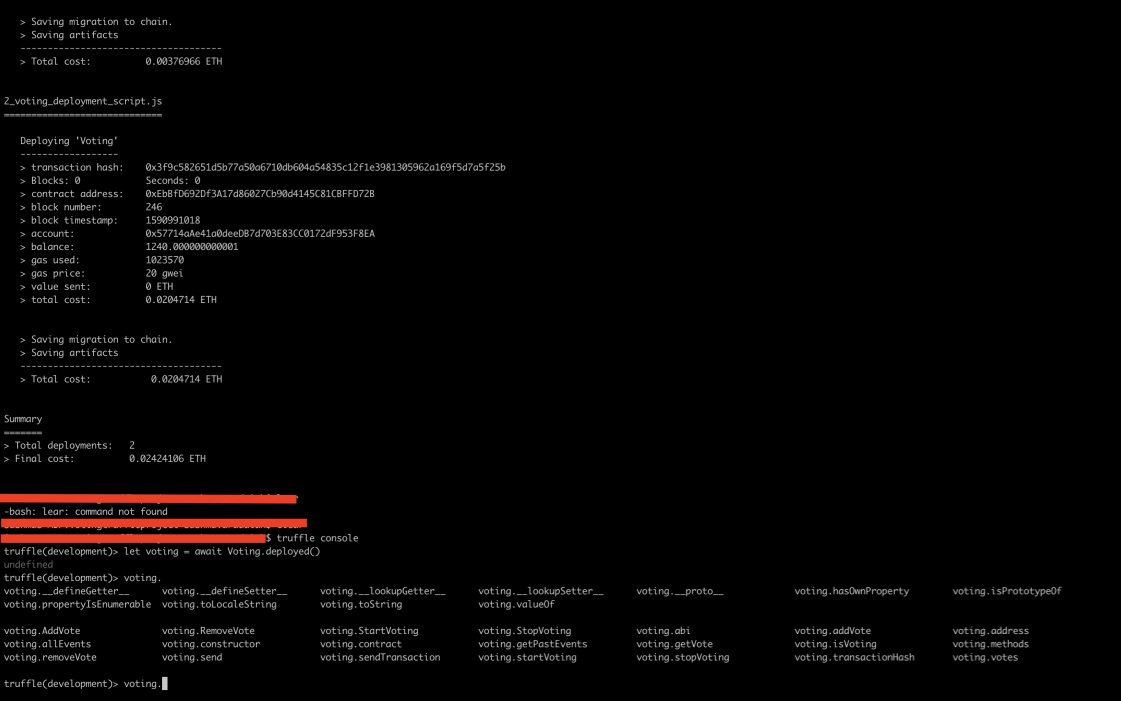 > Saving migration to chain.
> Saving artifacts
-------------------------------------
> Total cost: 0.00376966 ETH
2_voting_deployment_script.js
=============================
Deploying 'Voting'
------------------
> transaction hash: 0x3f9c582651d5b77a50a6710db604a54835c12f1e3981305962a169f5d7a5f25b
> Blocks: 0 Seconds: 0
> contract address: 0xEbBfD692Df3A17d86027Cb90d4145C81CBFFD72B
> block number: 246
> block timestamp: 1590991018
> account: 0x57714aAe41a0deeDB7d703E83CC0172dF953F8EA
> balance: 1240.000000000001
> gas used: 1023570
> gas price: 20 gwei
> value sent: 0 ETH
> total cost: 0.0204714 ETH
> Saving migration to chain.
> Saving artifacts
-------------------------------------
> Total cost: 0.0204714 ETH
Summary
=======
> Total deployments: 2
> Final cost: 0.02424106 ETH
-bash: lear: command not found
$ truffle console
truffle(development)> let voting = await Voting.deployed()
undefined
truffle(development)> voting.
voting.__defineGetter__ voting.__defineSetter__ voting.__lookupGetter__ voting.__lookupSetter__ voting.__proto__ voting.hasOwnProperty voting.isPrototypeOf
voting.propertyIsEnumerable voting.toLocaleString voting.toString voting.valueOf
voting.AddVote voting.RemoveVote voting.StartVoting voting.StopVoting voting.abi voting.addVote voting.address
voting.allEvents voting.constructor voting.contract voting.getPastEvents voting.getVote voting.isVoting voting.methods
voting.removeVote voting.send voting.sendTransaction voting.startVoting voting.stopVoting voting.transactionHash voting.votes
truffle(development)> voting.